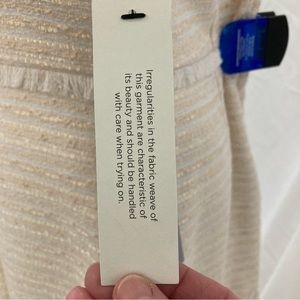 Irregularities in the fabric weave of
this garment are characteristic of
its beauty and should be handled
with care when trying on.